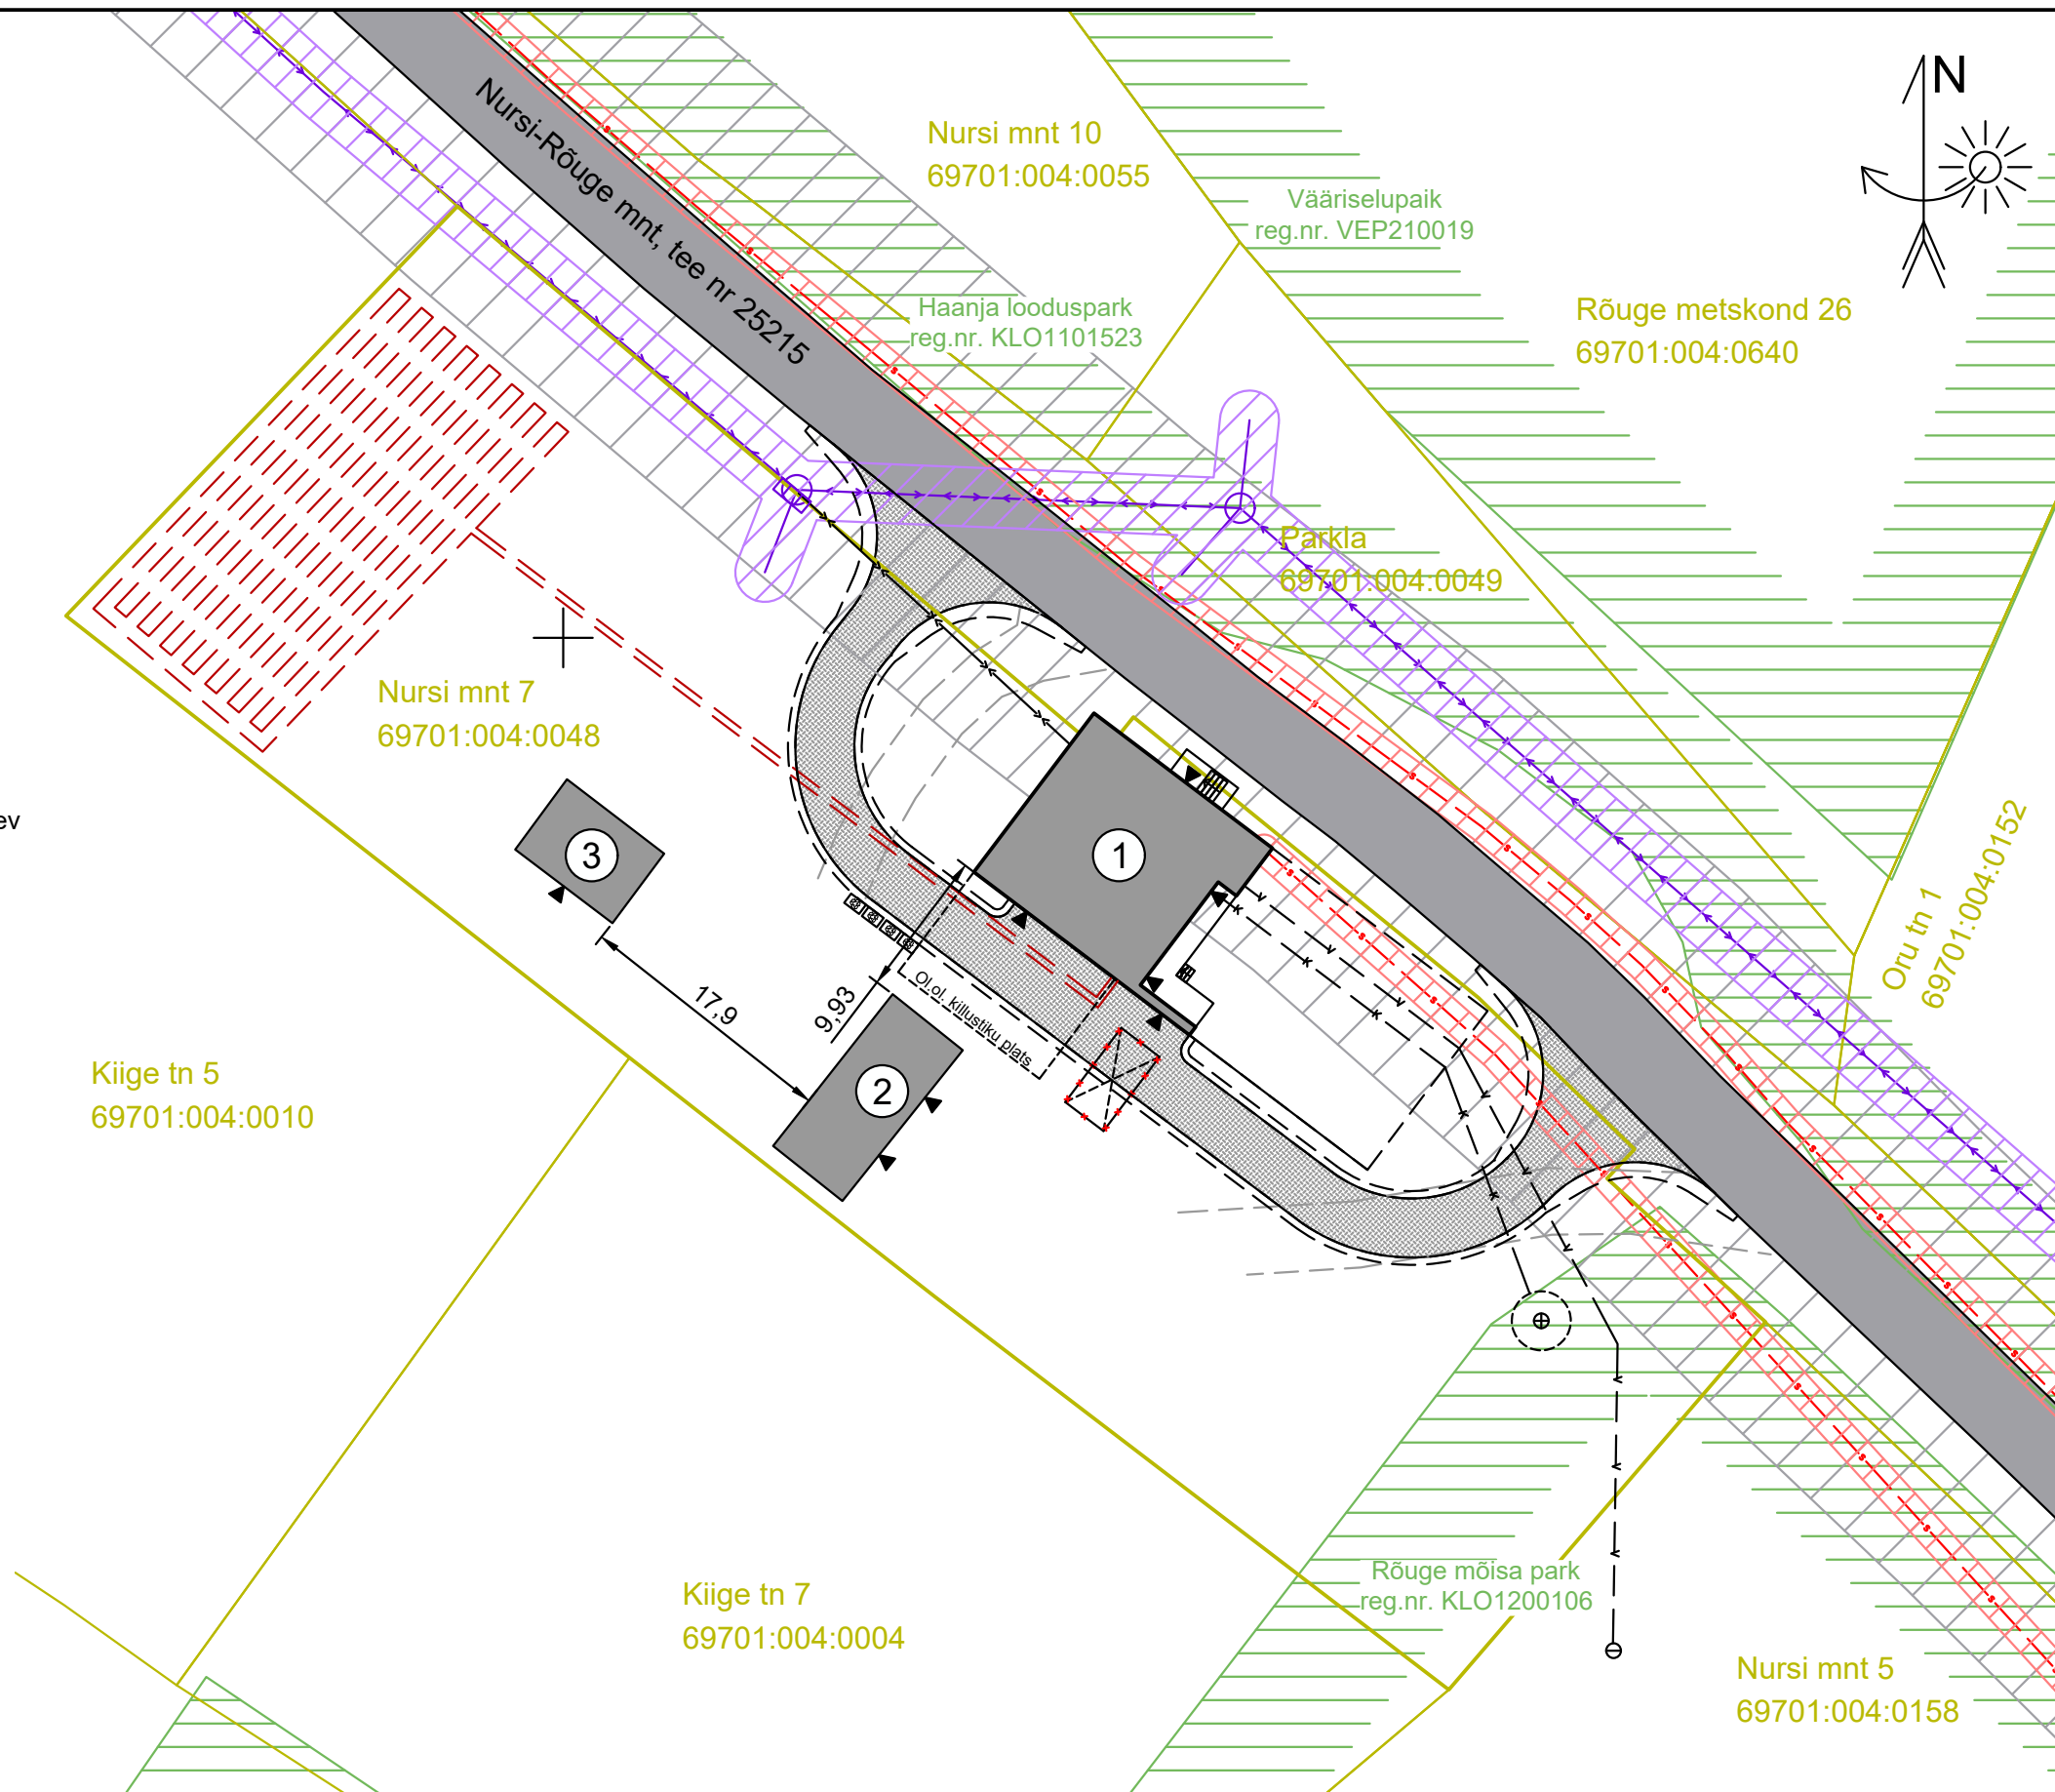 N
Nursi-Rõuge mnt, tee nr 25215
Nursi mnt 10
69701:004:0055
Vääriselupaik
reg.nr. VEP210019
Haanja looduspark
reg.nr. KLO1101523
Rõuge metskond 26
69701:004:0640
Parkla
69701:004:0049
Nursi mnt 7
69701:004:0048
ev
3
1
Oru tn 1
69701:004:0152
17,9
9,93
Ol.ol. killustiku plats
2
Kiige tn 5
69701:004:0010
Rõuge mõisa park
reg.nr. KLO1200106
Kiige tn 7
69701:004:0004
Nursi mnt 5
69701:004:0158